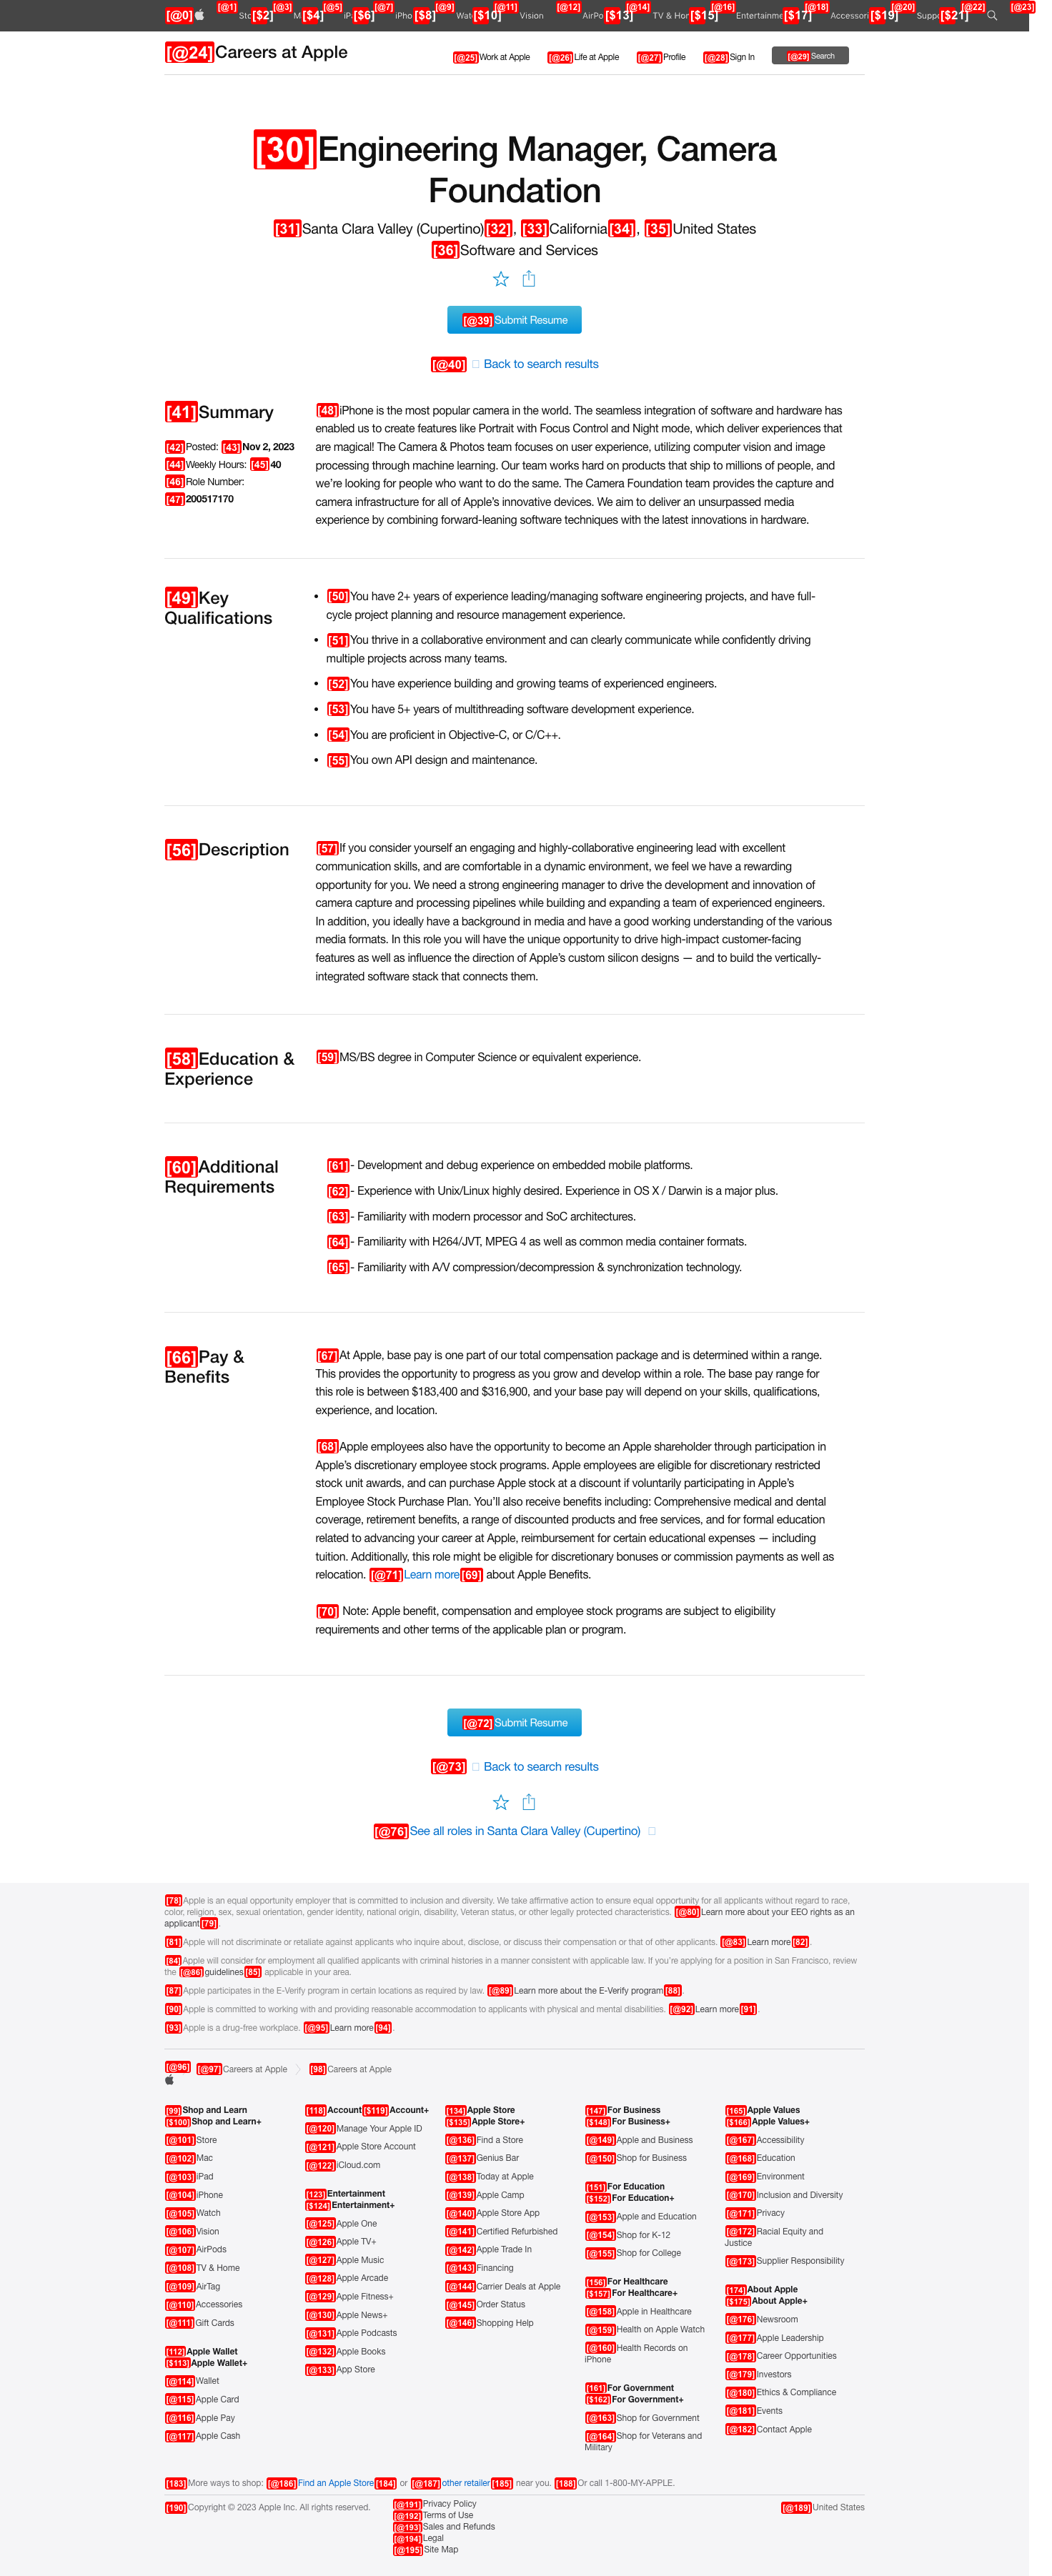 [@0] [@1] [$2] [@3] M [$4] [@5] [$6] [@7] iPho [$8] [@9] Wat [$10] [@11] Vision [@12] AirPo [$13] [@14] TV & Hor [$15] [@16] Entertainme [$17] [@18] Accessori [$19] [@20] Supp [$21] [@22] [@23]
[@24]Careers at Apple [@25]Work at Apple [@26]Life at Apple [@27]Profile [@28]Sign In [@29] Search
[30]Engineering Manager, Camera
Foundation
[31]Santa Clara Valley (Cupertino)[32], [33]California[34], [35]United States
[36]Software and Services
[@39]Submit Resume
[@40] Back to search results
[41]Summary
[42]Posted: [43]Nov 2, 2023
[44]Weekly Hours: [45]40
[46]Role Number:
[47]200517170
[48]iPhone is the most popular camera in the world. The seamless integration of software and hardware has
enabled us to create features like Portrait with Focus Control and Night mode, which deliver experiences that
are magical! The Camera & Photos team focuses on user experience, utilizing computer vision and image
processing through machine learning. Our team works hard on products that ship to millions of people, and
we're looking for people who want to do the same. The Camera Foundation team provides the capture and
camera infrastructure for all of Apple's innovative devices. We aim to deliver an unsurpassed media
experience by combining forward-leaning software techniques with the latest innovations in hardware.
[49]Key
Qualifications
• [50]You have 2+ years of experience leading/managing software engineering projects, and have full-
cycle project planning and resource management experience.
• [51]You thrive in a collaborative environment and can clearly communicate while confidently driving
multiple projects across many teams.
• [52]You have experience building and growing teams of experienced engineers.
• [53]You have 5+ years of multithreading software development experience.
• [54]You are proficient in Objective-C, or C/C++.
• [55]You own API design and maintenance.
[56]Description
[57]If you consider yourself an engaging and highly-collaborative engineering lead with excellent
communication skills, and are comfortable in a dynamic environment, we feel we have a rewarding
opportunity for you. We need a strong engineering manager to drive the development and innovation of
camera capture and processing pipelines while building and expanding a team of experienced engineers.
In addition, you ideally have a background in media and have a good working understanding of the various
media formats. In this role you will have the unique opportunity to drive high-impact customer-facing
features as well as influence the direction of Apple's custom silicon designs — and to build the vertically-
integrated software stack that connects them.
[58]Education &
Experience
[59]MS/BS degree in Computer Science or equivalent experience.
[60]Additional
Requirements
[61]- Development and debug experience on embedded mobile platforms.
[62]- Experience with Unix/Linux highly desired. Experience in OS X / Darwin is a major plus.
[63]- Familiarity with modern processor and SoC architectures.
[64]- Familiarity with H264/JVT, MPEG 4 as well as common media container formats.
[65]- Familiarity with A/V compression/decompression & synchronization technology.
[66]Pay &
Benefits
[67]At Apple, base pay is one part of our total compensation package and is determined within a range.
This provides the opportunity to progress as you grow and develop within a role. The base pay range for
this role is between $183,400 and $316,900, and your base pay will depend on your skills, qualifications,
experience, and location.
[68]Apple employees also have the opportunity to become an Apple shareholder through participation in
Apple's discretionary employee stock programs. Apple employees are eligible for discretionary restricted
stock unit awards, and can purchase Apple stock at a discount if voluntarily participating in Apple's
Employee Stock Purchase Plan. You'll also receive benefits including: Comprehensive medical and dental
coverage, retirement benefits, a range of discounted products and free services, and for formal education
related to advancing your career at Apple, reimbursement for certain educational expenses — including
tuition. Additionally, this role might be eligible for discretionary bonuses or commission payments as well as
relocation. [@71]Learn more[69] about Apple Benefits.
[70] Note: Apple benefit, compensation and employee stock programs are subject to eligibility
requirements and other terms of the applicable plan or program.
[@72]Submit Resume
[@73] Back to search results
[@76]See all roles in Santa Clara Valley (Cupertino)
[78]Apple is an equal opportunity employer that is committed to inclusion and diversity. We take affirmative action to ensure equal opportunity for all applicants without regard to race,
color, religion, sex, sexual orientation, gender identity, national origin, disability, Veteran status, or other legally protected characteristics. [@80]Learn more about your EEO rights as an
applicant[79].
[81]Apple will not discriminate or retaliate against applicants who inquire about, disclose, or discuss their compensation or that of other applicants. [@83]Learn more[82].
[84]Apple will consider for employment all qualified applicants with criminal histories in a manner consistent with applicable law. If you're applying for a position in San Francisco, review
the [@86]guidelines[85] applicable in your area.
[87]Apple participates in the E-Verify program in certain locations as required by law. [@89]Learn more about the E-Verify program[88].
[90]Apple is committed to working with and providing reasonable accommodation to applicants with physical and mental disabilities. [@92]Learn more[91].
[93]Apple is a drug-free workplace. [@95]Learn more[94].
[@96] [@97]Careers at Apple [98]Careers at Apple
[99]Shop and Learn
[$100]Shop and Learn+
[@101]Store
[@102]Mac
[@103]iPad
[@104]iPhone
[@105]Watch
[@106]Vision
[@107]AirPods
[@108]TV & Home
[@109]AirTag
[@110]Accessories
[@111]Gift Cards
[112]Apple Wallet
[$113]Apple Wallet+
[@114]Wallet
[@115]Apple Card
[@116]Apple Pay
[@117]Apple Cash
[118]Account[$119]Account+
[@120]Manage Your Apple ID
[@121]Apple Store Account
[@122]iCloud.com
[123]Entertainment
[$124]Entertainment+
[@125]Apple One
[@126]Apple TV+
[@127]Apple Music
[@128]Apple Arcade
[@129]Apple Fitness+
[@130]Apple News+
[@131]Apple Podcasts
[@132]Apple Books
[@133]App Store
[134]Apple Store
[$135]Apple Store+
[@136]Find a Store
[@137]Genius Bar
[@138]Today at Apple
[@139]Apple Camp
[@140]Apple Store App
[@141]Certified Refurbished
[@142]Apple Trade In
[@143]Financing
[@144]Carrier Deals at Apple
[@145]Order Status
[@146]Shopping Help
[147]For Business
[$148]For Business+
[@149]Apple and Business
[@150]Shop for Business
[151]For Education
[$152]For Education+
[@153]Apple and Education
[@154]Shop for K-12
[@155]Shop for College
[156]For Healthcare
[$157]For Healthcare+
[@158]Apple in Healthcare
[@159]Health on Apple Watch
[@160]Health Records on
iPhone
[161]For Government
[$162]For Government+
[@163]Shop for Government
[@164]Shop for Veterans and
Military
[165]Apple Values
[$166]Apple Values+
[@167]Accessibility
[@168]Education
[@169]Environment
[@170]Inclusion and Diversity
[@171]Privacy
[@172]Racial Equity and
Justice
[@173]Supplier Responsibility
[174]About Apple
[$175]About Apple+
[@176]Newsroom
[@177]Apple Leadership
[@178]Career Opportunities
[@179]Investors
[@180]Ethics & Compliance
[@181]Events
[@182]Contact Apple
[183]More ways to shop: [@186]Find an Apple Store[184] or [@187]other retailer[185] near you. [188]Or call 1-800-MY-APPLE.
[190]Copyright © 2023 Apple Inc. All rights reserved.
[@191]Privacy Policy
[@192]Terms of Use
[@193]Sales and Refunds
[@194]Legal
[@195]Site Map
[@189]United States